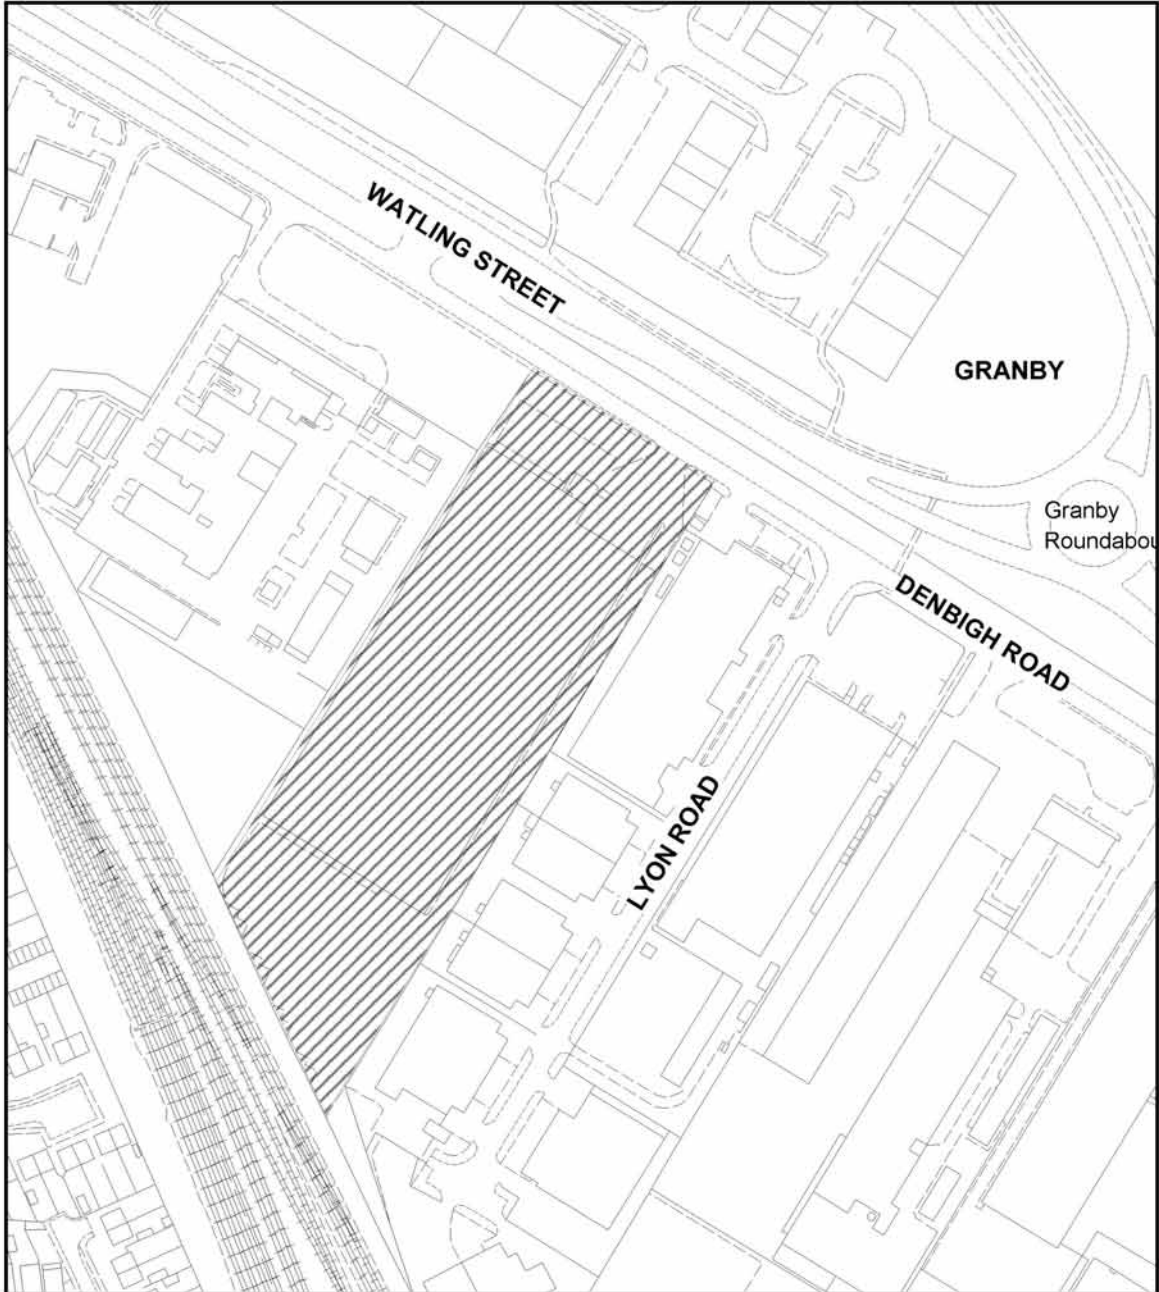 WATLING STREET
GRANBY
Granby
Roundabou
DENBIGH ROAD
LYON ROAD